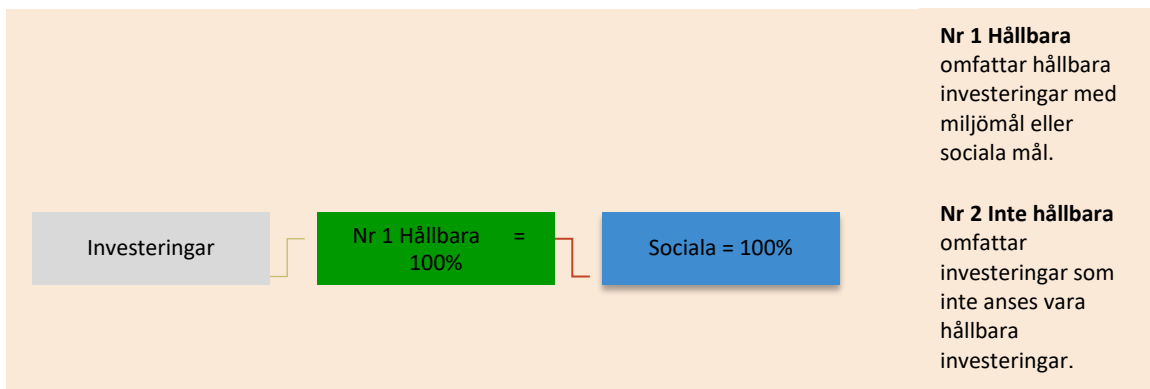 Investeringar
Nr 1 Hållbara =
100%
Sociala = 100%
Nr 1 Hållbara
omfattar hållbara
investeringar med
miljömål eller
sociala mål.
Nr 2 Inte hållbara
omfattar
investeringar som
inte anses vara
hållbara
investeringar.